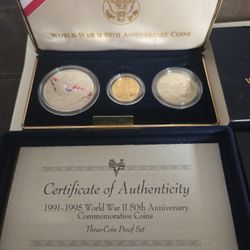 WORLD WAR II 50TH ANNIVERSARY COINS
Certificate of Authenticity
1991-1995 World War II 50th Anniversary
Commemorative Coins
Three-Coin Proof Set